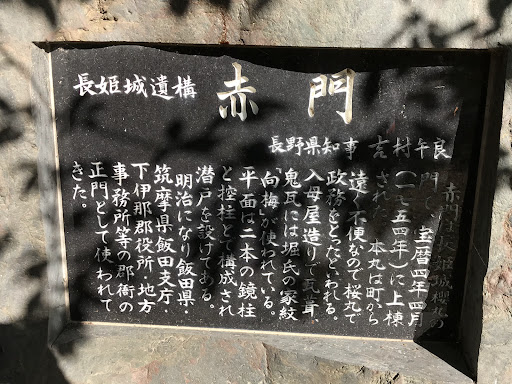 長姫城遺構
赤門
長野県知事　吉村午良
赤門は長姫城桜丸の
門で、宝暦四年四月
(一七五四年)に上棟
された。本丸は町から
遠く不便なので桜丸で
政務をとったといわれる。
入母屋造りで瓦葺、
鬼瓦には堀氏の家紋
「向梅」が使われている。
平面は二本の鏡柱
と控柱とで構成され
潜戸を設けてある。
明治になり飯田県・
筑摩県飯田支庁・
下伊那郡役所・地方
事務所等の郡衙の
正門として使われて
きた。